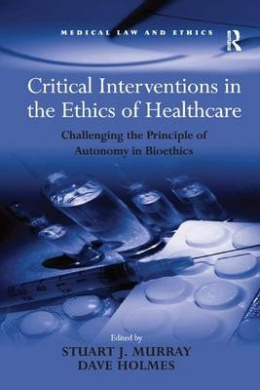 MEDICAL LAW AND ETHICS
R
Critical Interventions in
the Ethics of Healthcare
Challenging the Principle of
Autonomy in Bioethics
Edited by
STUART J. MURRAY
DAVE HOLMES